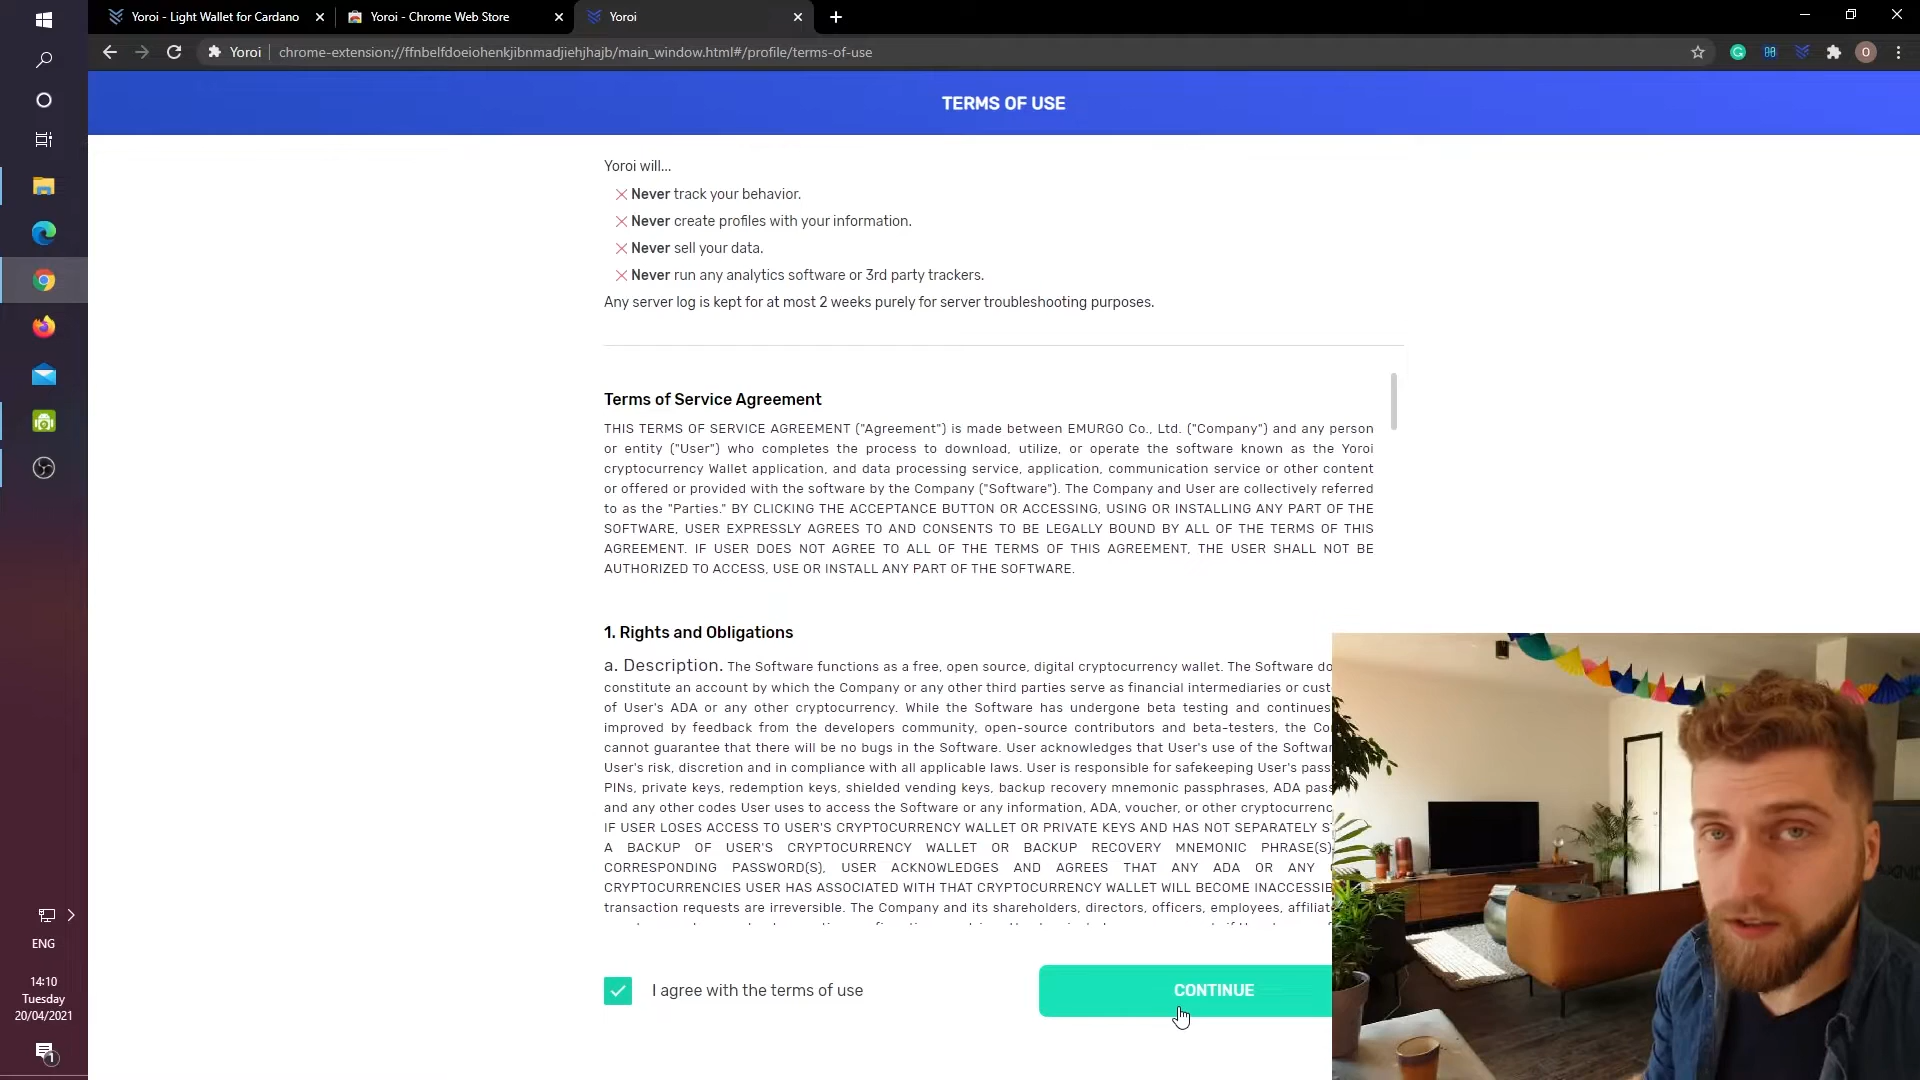 Yoroi - Light Wallet for Cardano
Yoroi - Chrome Web Store
Yoroi
Yoroi
chrome-extension://ffnbelfdoeiohenkjibnmadjiehjhajb/main_window.html#/profile/terms-of-use
O
TERMS OF USE
Yoroi will...
Never track your behavior.
Never create profiles with your information.
Never sell your data.
Never run any analytics software or 3rd party trackers.
Any server log is kept for at most 2 weeks purely for server troubleshooting purposes.
Terms of Service Agreement
THIS TERMS OF SERVICE AGREEMENT ("Agreement") is made between EMURGO Co., Ltd. ("Company") and any person
or entity ("User") who completes the process to download, utilize, or operate the software known as the Yoroi
cryptocurrency Wallet application, and data processing service, application, communication service or other content
or offered or provided with the software by the Company ("Software"). The Company and User are collectively referred
to as the "Parties." BY CLICKING THE ACCEPTANCE BUTTON OR ACCESSING, USING OR INSTALLING ANY PART OF THE
SOFTWARE, USER EXPRESSLY AGREES TO AND CONSENTS TO BE LEGALLY BOUND BY ALL OF THE TERMS OF THIS
AGREEMENT. IF USER DOES NOT AGREE TO ALL OF THE TERMS OF THIS AGREEMENT, THE USER SHALL NOT BE
AUTHORIZED TO ACCESS, USE OR INSTALL ANY PART OF THE SOFTWARE.
1. Rights and Obligations
a. Description. The Software functions as a free, open source, digital cryptocurrency wallet. The Software do
constitute an account by which the Company or any other third parties serve as financial intermediaries or cust
of User's ADA or any other cryptocurrency. While the Software has undergone beta testing and continues
improved by feedback from the developers community, open-source contributors and beta-testers, the Co
cannot guarantee that there will be no bugs in the Software. User acknowledges that User's use of the Softwar
User's risk, discretion and in compliance with all applicable laws. User is responsible for safekeeping User's pass
PINs, private keys, redemption keys, shielded vending keys, backup recovery mnemonic passphrases, ADA pas
and any other codes User uses to access the Software or any information, ADA, voucher, or other cryptocurrenc
IF USER LOSES ACCESS TO USER'S CRYPTOCURRENCY WALLET OR PRIVATE KEYS AND HAS NOT SEPARATELY S
A BACKUP OF USER'S CRYPTOCURRENCY WALLET OR BACKUP RECOVERY MNEMONIC PHRASE(S)
CORRESPONDING PASSWORD(S), USER ACKNOWLEDGES AND AGREES THAT ANY ADA OR ANY
CRYPTOCURRENCIES USER HAS ASSOCIATED WITH THAT CRYPTOCURRENCY WALLET WILL BECOME INACCESSIB
transaction requests are irreversible. The Company and its shareholders, directors, officers, employees, affiliat
I agree with the terms of use
CONTINUE
ENG
14:10
Tuesday
20/04/2021
1